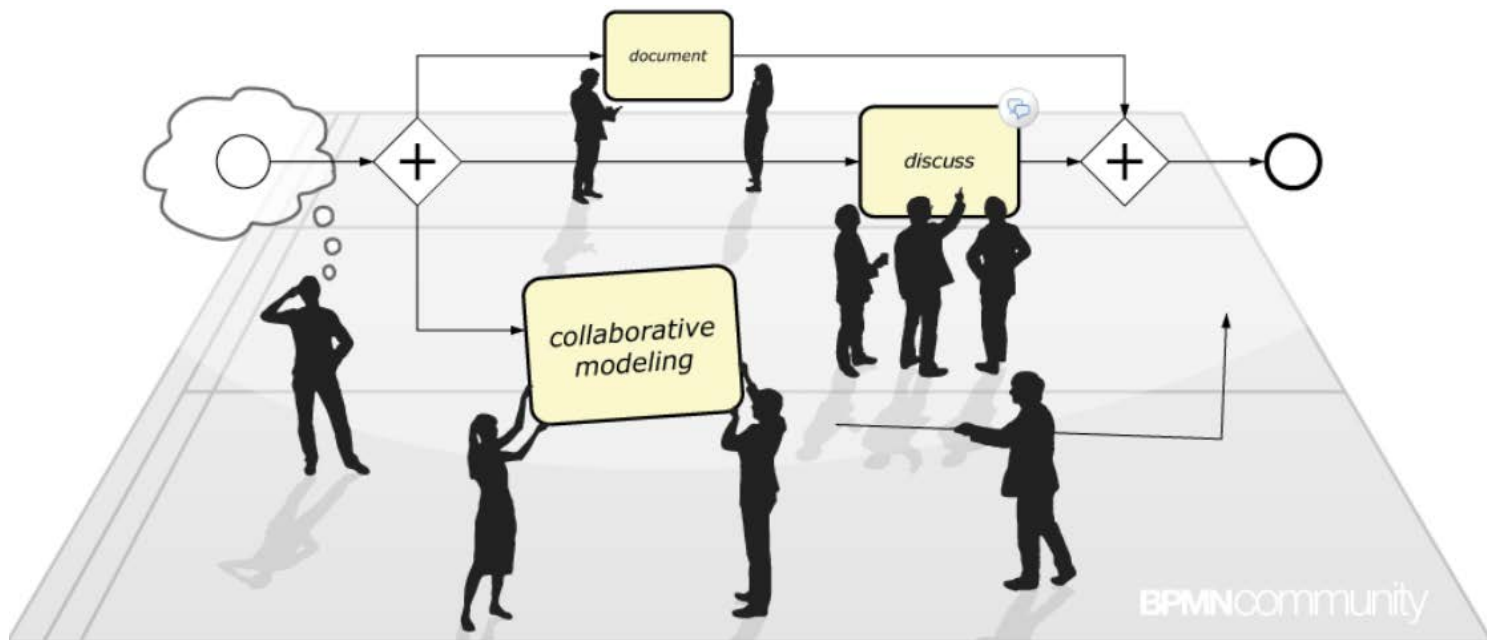 document
discuss
collaborative
modeling
BPMNcommunity